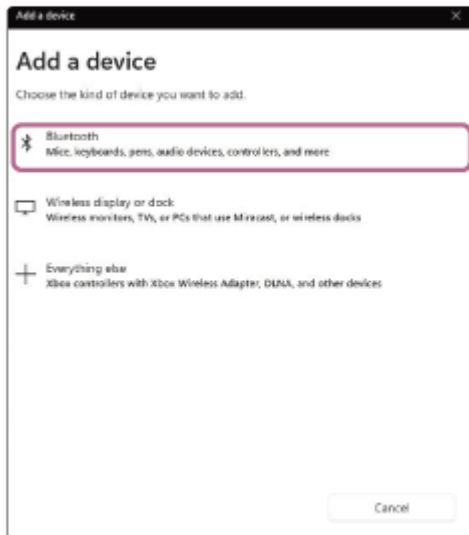 Add a device
Add a device
Choose the kind of device you want to add.
Bluetooth
Mice, keyboards, pens, audio devices, controllers, and more
Wireless display or dock
Wireless monitors, TVs, or PCs that use Miracast, or wireless docks
Everything else
Xbox controllers with Xbox Wireless Adapter, DLNA, and other devices
Cancel